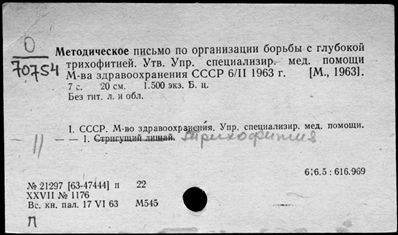 О
70754
Методическое письмо по организации борьбы с глубокой
трихофитией. Утв. Упр. специализир. мед. помощи
М-ва здравоохранения СССР 6/II 1963 г. [М., 1963].
7 с. 20 см. 1.500 экз. Б. ц.
Без тит. л. и обл.
1. СССР. М-во здравоохранения. Упр. специализир. мед. помощи.
— — 1. Стригущий лишай. Трихофития
616.5 : 616.969
№ 21297 [63-47444] п 22
XXVII № 1176
Вс. кн. пал. 17 VI 63 М545
П